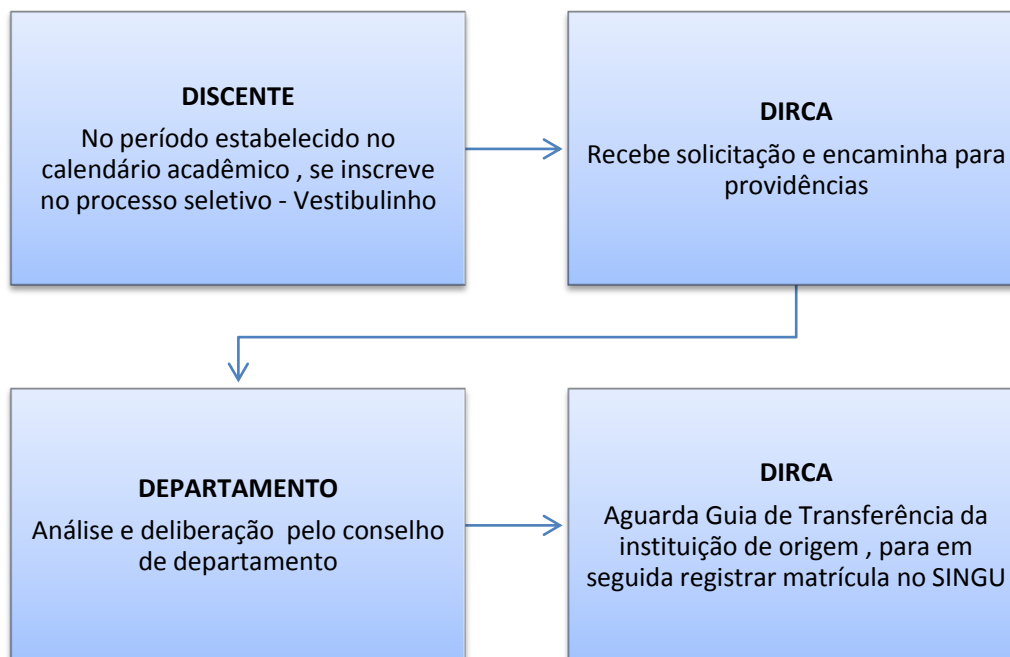 DISCENTE
No período estabelecido no
calendário acadêmico , se inscreve
no processo seletivo - Vestibulinho
DIRCA
Recebe solicitação e encaminha para
providências
DEPARTAMENTO
Análise e deliberação pelo conselho
de departamento
DIRCA
Aguarda Guia de Transferência da
instituição de origem , para em
seguida registrar matrícula no SINGU